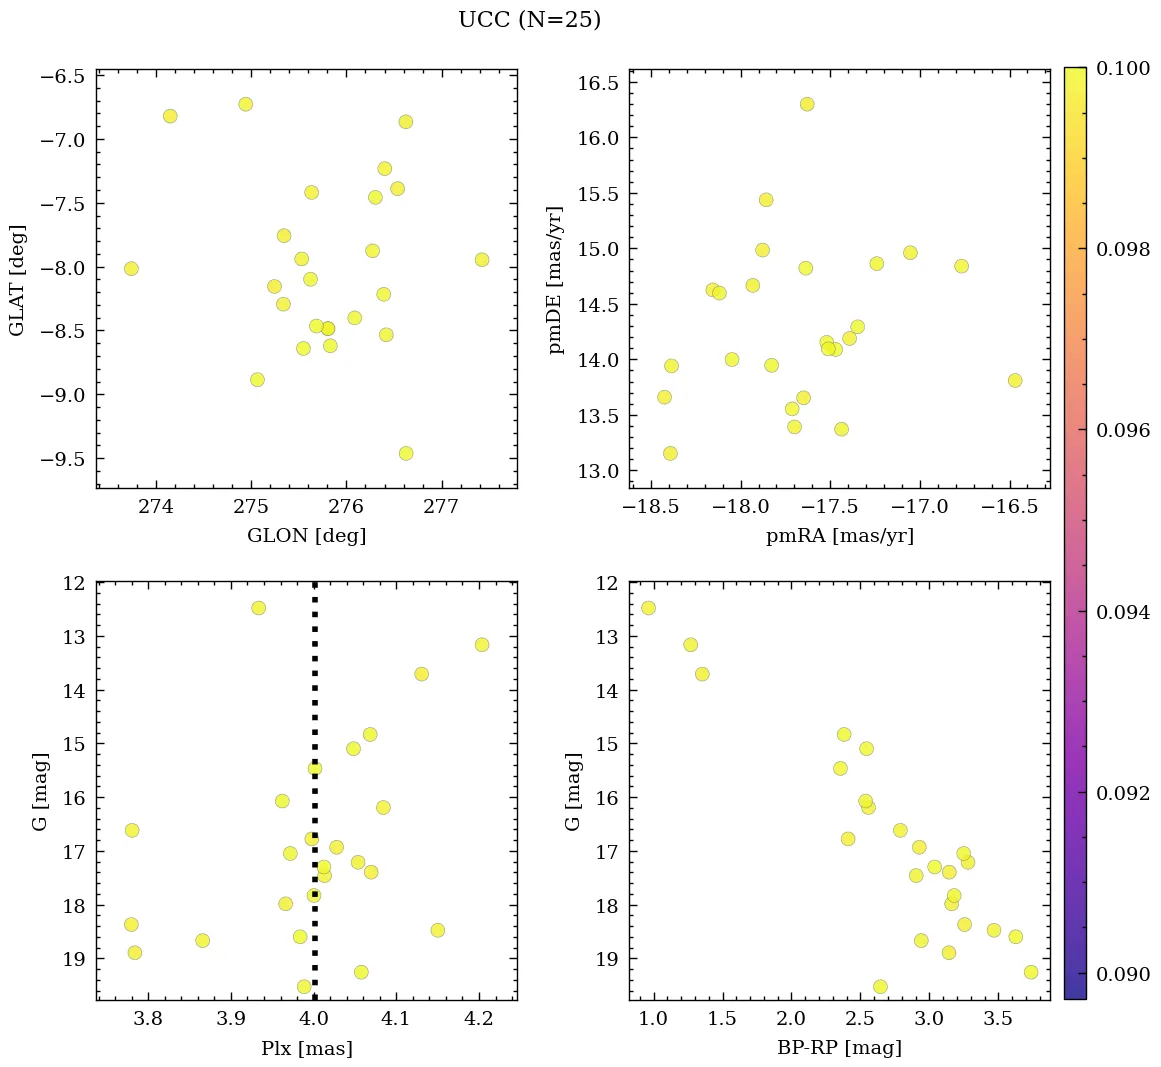 UCC (N=25)
−6.5
−7.0
−7.5
−8.0
−8.5
−9.0
−9.5
GLAT [deg]
274 275 276 277
GLON [deg]
16.5
16.0
15.5
15.0
14.5
14.0
13.5
13.0
pmDE [mas/yr]
−18.5 −18.0 −17.5 −17.0 −16.5
pmRA [mas/yr]
0.100
0.098
0.096
0.094
0.092
0.090
12
13
14
15
16
17
18
19
G [mag]
3.8 3.9 4.0 4.1 4.2
Plx [mas]
12
13
14
15
16
17
18
19
G [mag]
1.0 1.5 2.0 2.5 3.0 3.5
BP-RP [mag]